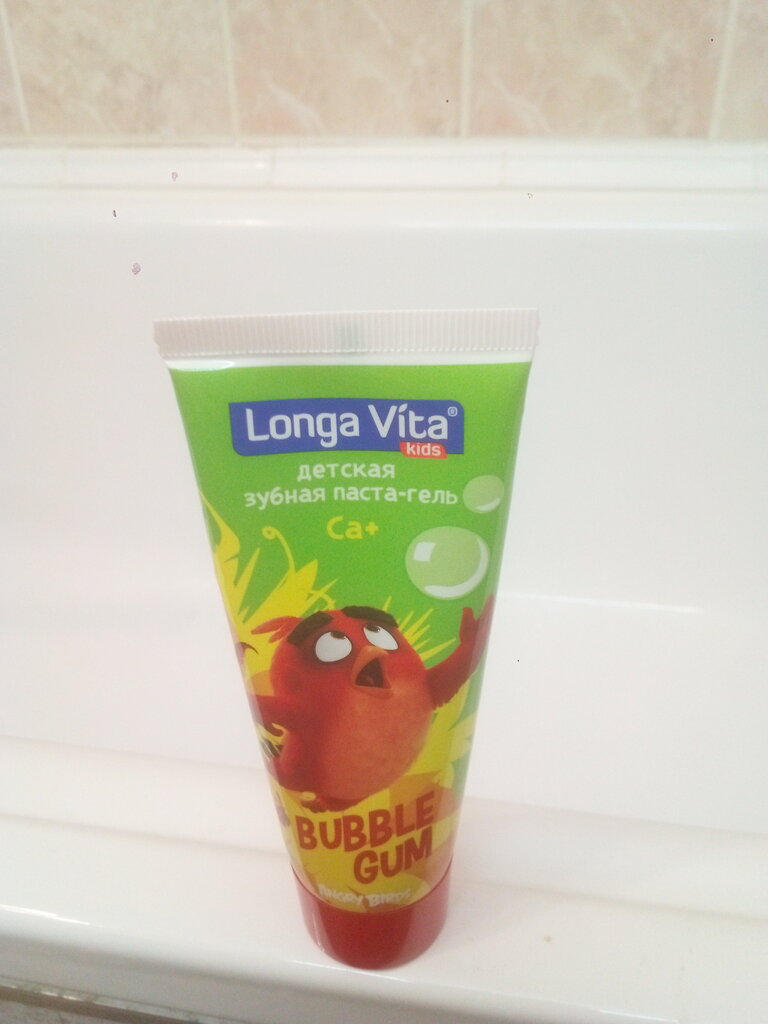 Longa Vita®
kids
детская
зубная паста-гель
Ca+
BUBBLE
GUM
ANGRY BIRDS